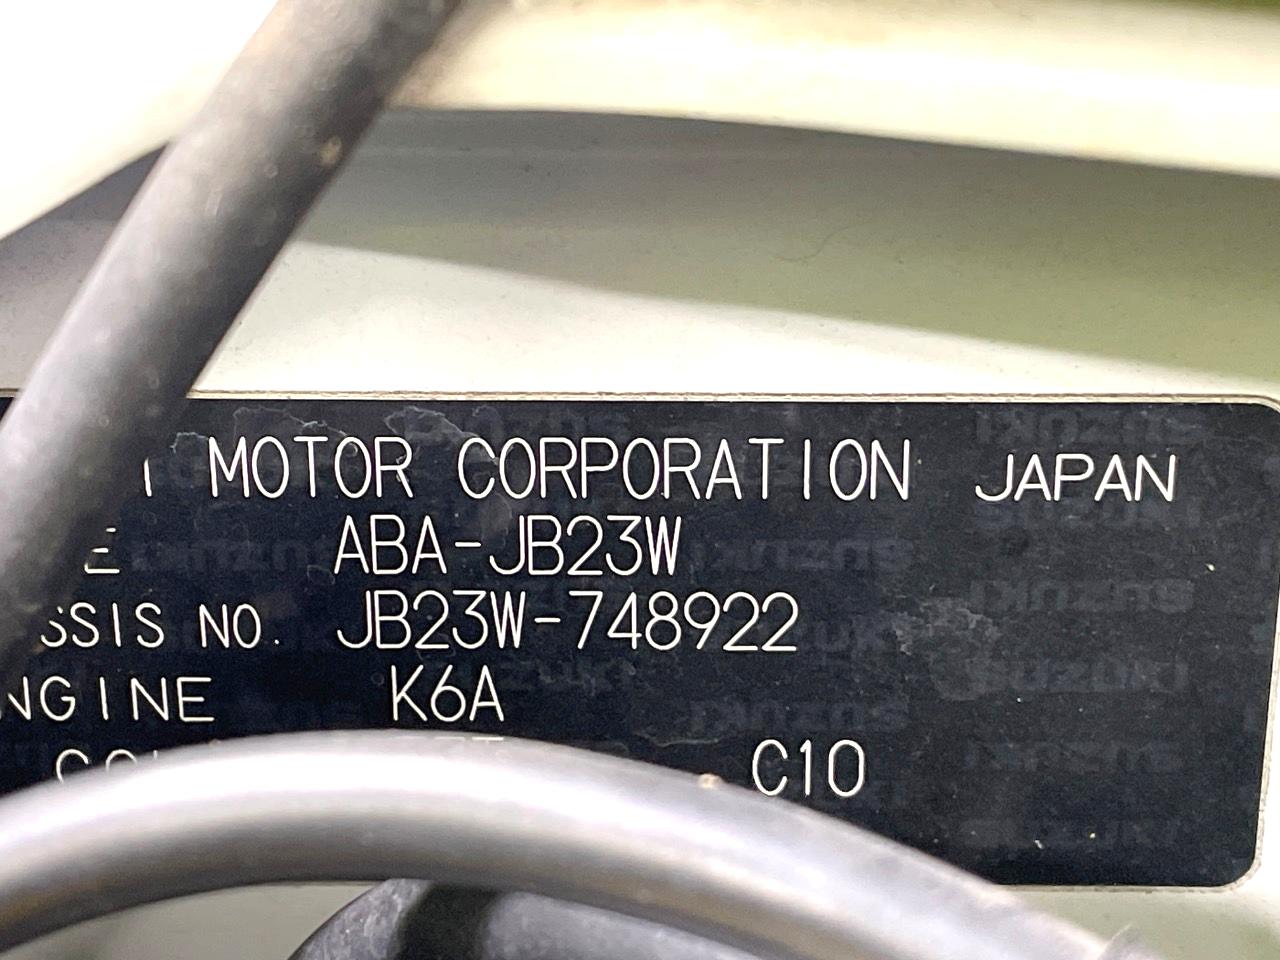 MOTOR CORPORATION JAPAN
ABA-JB23W
SSIS NO. JB23W-748922
NGINE K6A
C10